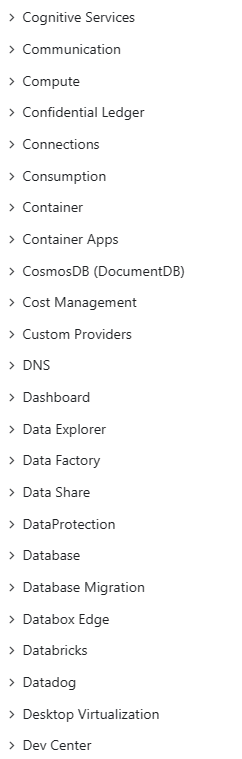 Cognitive Services
Communication
Compute
Confidential Ledger
Connections
Consumption
Container
Container Apps
CosmosDB (DocumentDB)
Cost Management
Custom Providers
DNS
Dashboard
Data Explorer
Data Factory
Data Share
DataProtection
Database
Database Migration
Databox Edge
Databricks
Datadog
Desktop Virtualization
Dev Center